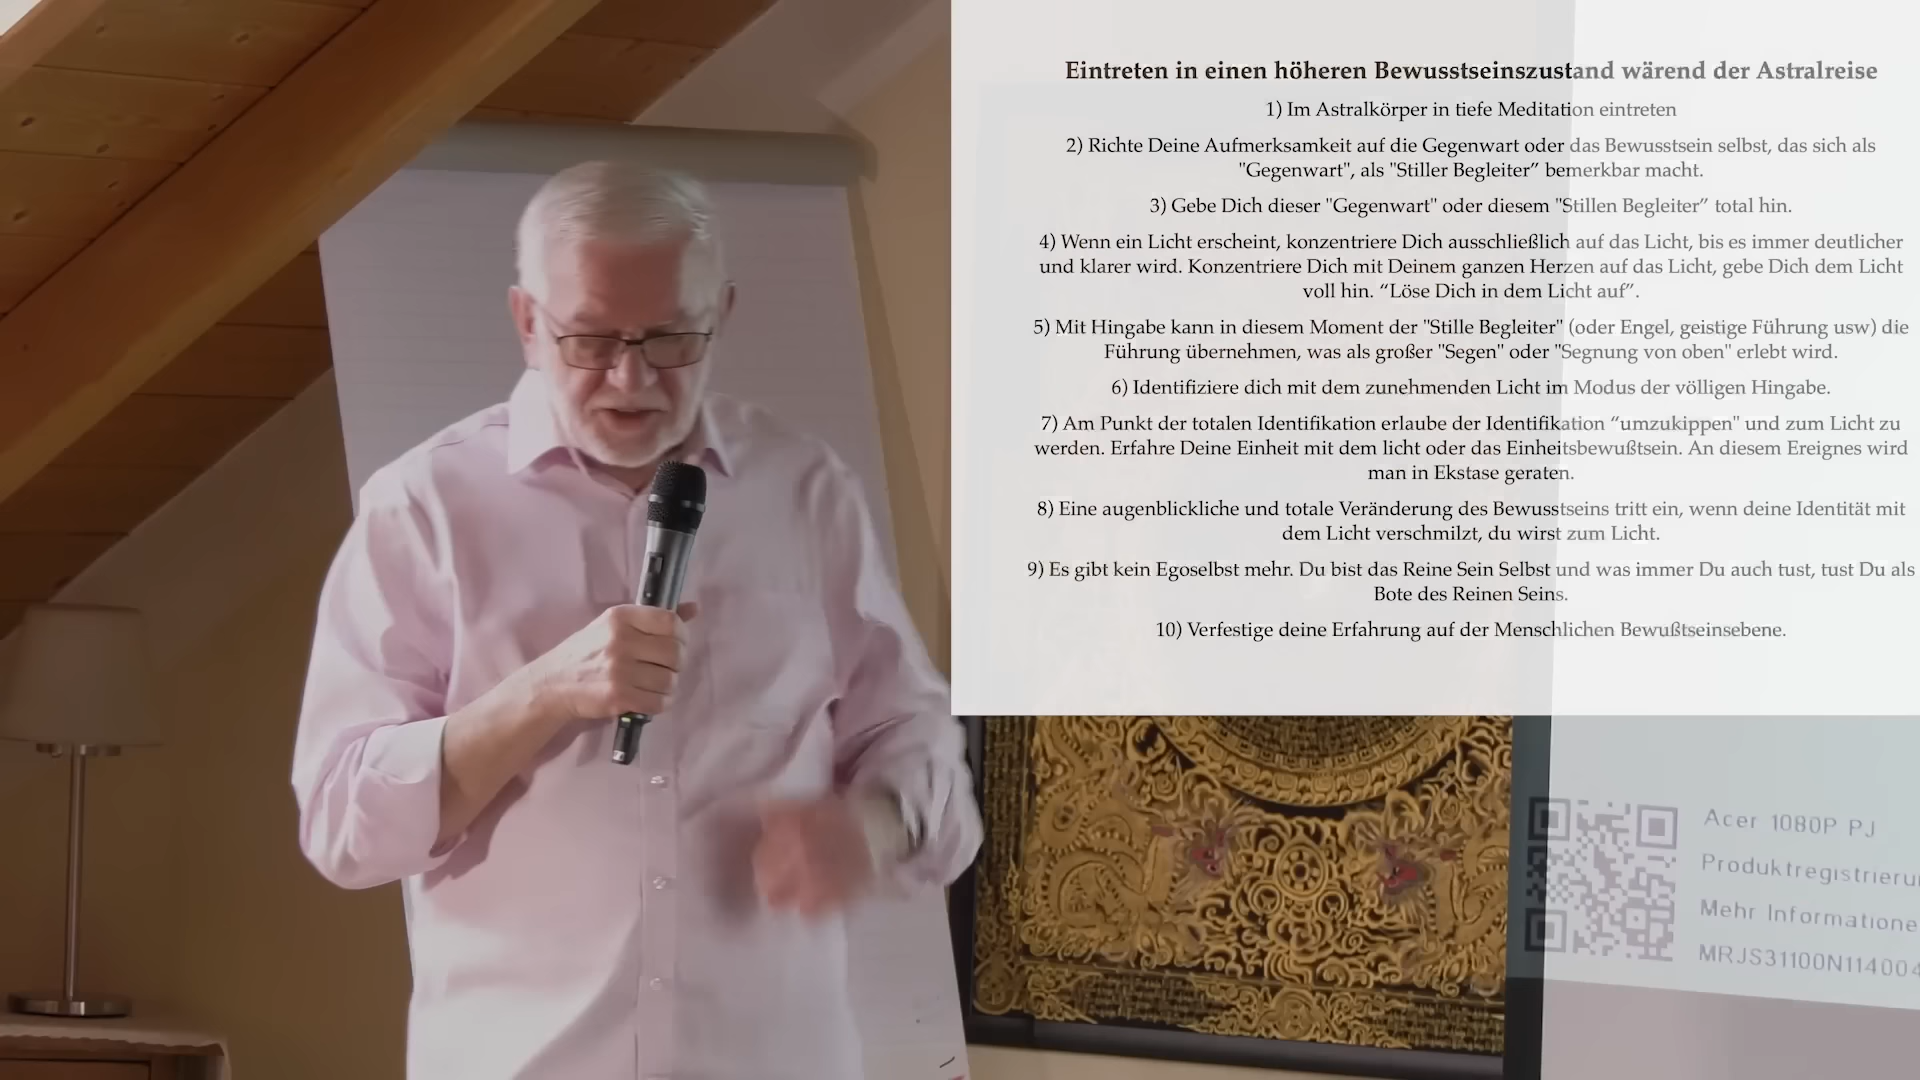 Eintreten in einen höheren Bewusstseinszustand wärend der Astralreise
1) Im Astralkörper in tiefe Meditation eintreten
2) Richte Deine Aufmerksamkeit auf die Gegenwart oder das Bewusstsein selbst, das sich als
"Gegenwart", als "Stiller Begleiter” bemerkbar macht.
3) Gebe Dich dieser "Gegenwart" oder diesem "Stillen Begleiter” total hin.
4) Wenn ein Licht erscheint, konzentriere Dich ausschließlich auf das Licht, bis es immer deutlicher
und klarer wird. Konzentriere Dich mit Deinem ganzen Herzen auf das Licht, gebe Dich dem Licht
voll hin. “Löse Dich in dem Licht auf”.
5) Mit Hingabe kann in diesem Moment der "Stille Begleiter" (oder Engel, geistige Führung usw) die
Führung übernehmen, was als großer "Segen" oder "Segnung von oben" erlebt wird.
6) Identifiziere dich mit dem zunehmenden Licht im Modus der völligen Hingabe.
7) Am Punkt der totalen Identifikation erlaube der Identifikation “umzukippen" und zum Licht zu
werden. Erfahre Deine Einheit mit dem licht oder das Einheitsbewußtsein. An diesem Ereignes wird
man in Ekstase geraten.
8) Eine augenblickliche und totale Veränderung des Bewusstseins tritt ein, wenn deine Identität mit
dem Licht verschmilzt, du wirst zum Licht.
9) Es gibt kein Egoselbst mehr. Du bist das Reine Sein Selbst und was immer Du auch tust, tust Du als
Bote des Reinen Seins.
10) Verfestige deine Erfahrung auf der Menschlichen Bewußtseinsebene.
Acer 1080P PJ
Produktregistrieru
Mehr Informatione
MRJS31100N114004